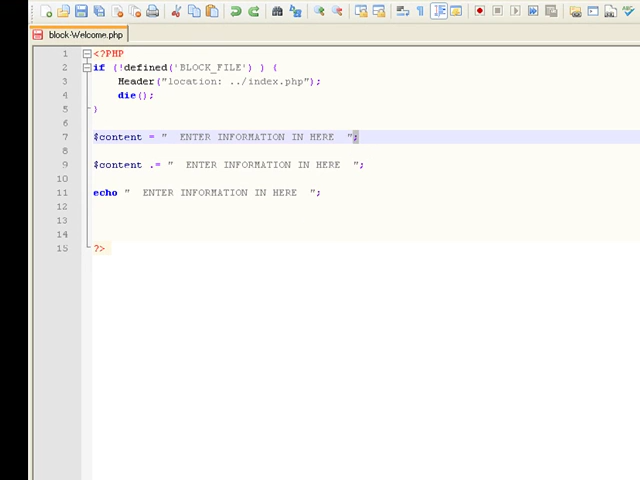 block-Welcome.php
1 <?PHP
2 if (!defined('BLOCK_FILE') ) {
3 Header("location: ../index.php");
4 die();
5 }
6
7 $content = " ENTER INFORMATION IN HERE ";
8
9 $content .= " ENTER INFORMATION IN HERE ";
10
11 echo " ENTER INFORMATION IN HERE ";
12
13
14
15 ?>